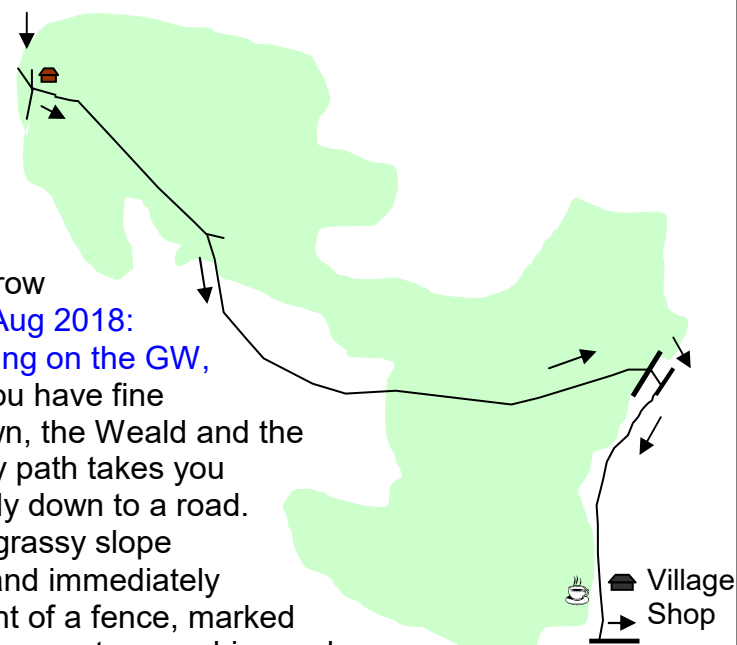 row
Aug 2018:
ng on the GW,
ou have fine
wn, the Weald and the
y path takes you
ly down to a road.
grassy slope
and immediately
nt of a fence, marked
Village
Shop